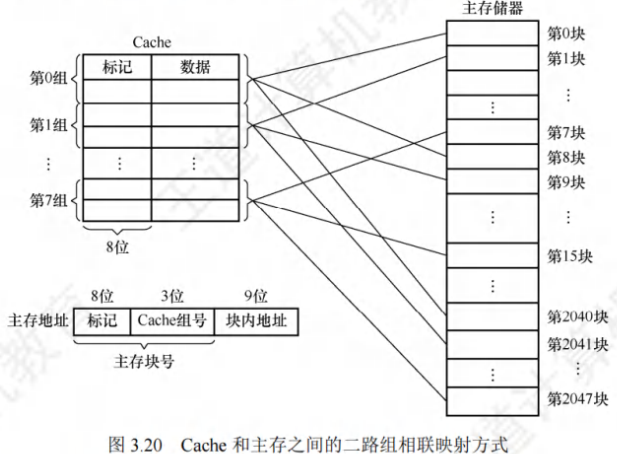 主存储器
Cache
标记 数据
第0组
第1组
⋮ ⋮ ⋮
第7组
8位
第0块
第1块
⋮ ⋮
第7块
第8块
第9块
⋮ ⋮
第15块
⋮
第2040块
第2041块
⋮ ⋮
第2047块
8位 3位 9位
主存地址 标记 Cache组号 块内地址
主存块号
图 3.20 Cache 和主存之间的二路组相联映射方式